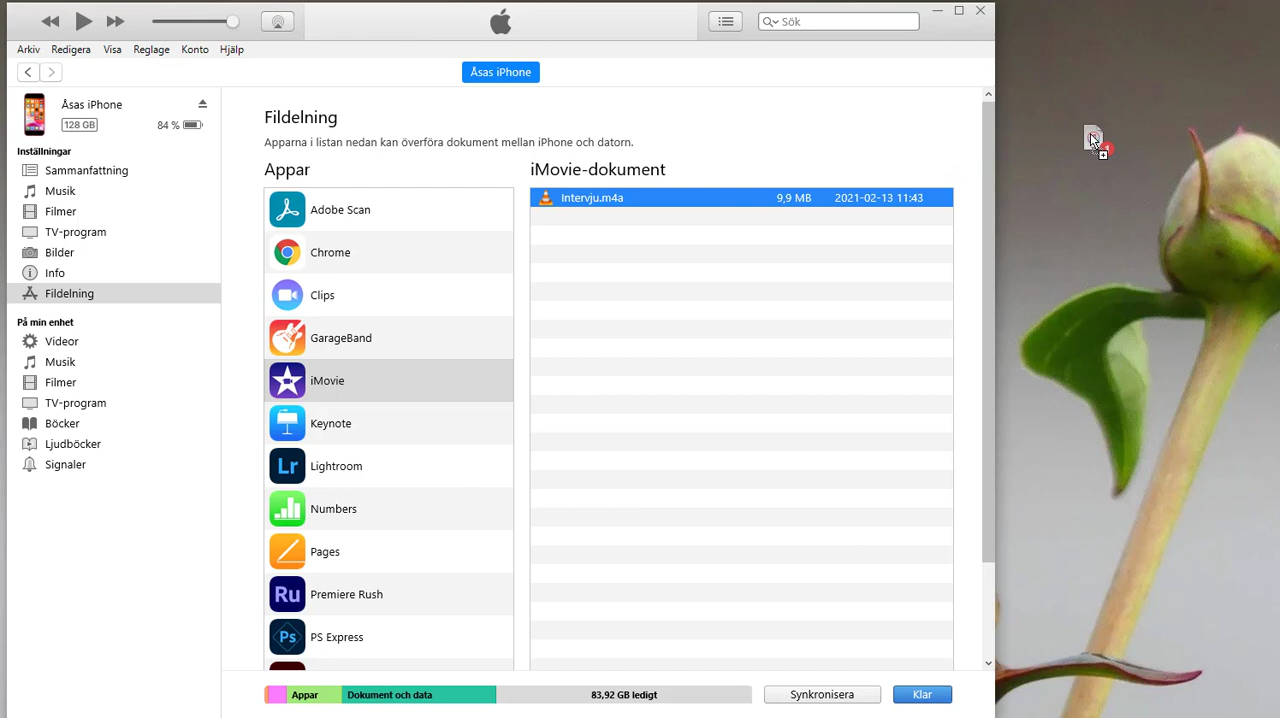 Sök
Arkiv Redigera Visa Reglage Konto Hjälp
Åsas iPhone
Åsas iPhone
128 GB 84 %
Inställningar
Sammanfattning
Musik
Filmer
TV-program
Bilder
Info
Fildelning
På min enhet
Videor
Musik
Filmer
TV-program
Böcker
Ljudböcker
Signaler
Fildelning
Apparna i listan nedan kan överföra dokument mellan iPhone och datorn.
Appar
Adobe Scan
Chrome
Clips
GarageBand
iMovie
Keynote
Lr Lightroom
Numbers
Pages
Ru Premiere Rush
Ps PS Express
iMovie-dokument
Intervju.m4a 9,9 MB 2021-02-13 11:43
Appar Dokument och data 83,92 GB ledigt Synkronisera Klar